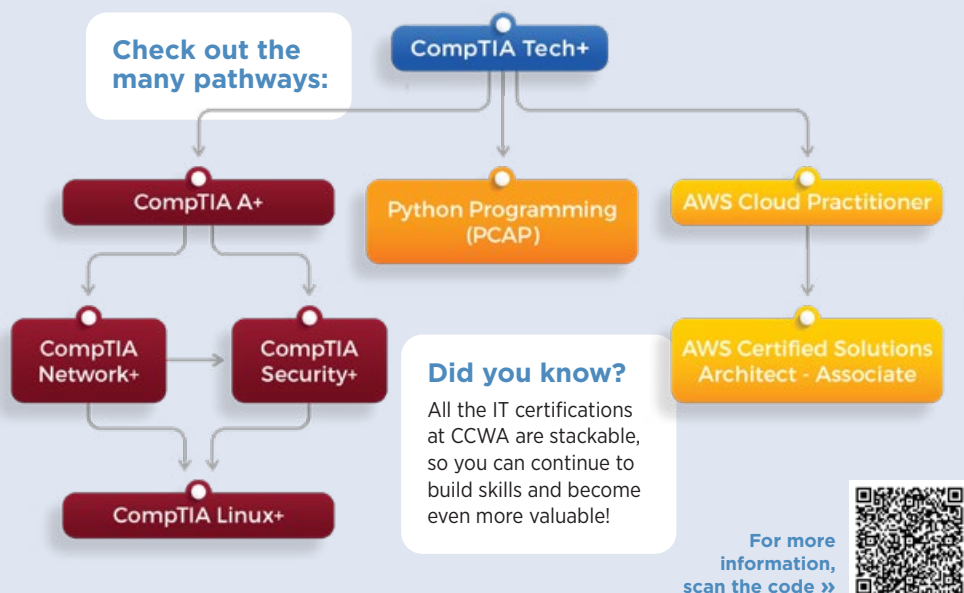 Check out the
many pathways:
CompTIA Tech+
CompTIA A+
Python Programming
(PCAP)
AWS Cloud Practitioner
CompTIA
Network+
CompTIA
Security+
AWS Certified Solutions
Architect - Associate
CompTIA Linux+
Did you know?
All the IT certifications
at CCWA are stackable,
so you can continue to
build skills and become
even more valuable!
For more
information,
scan the code »